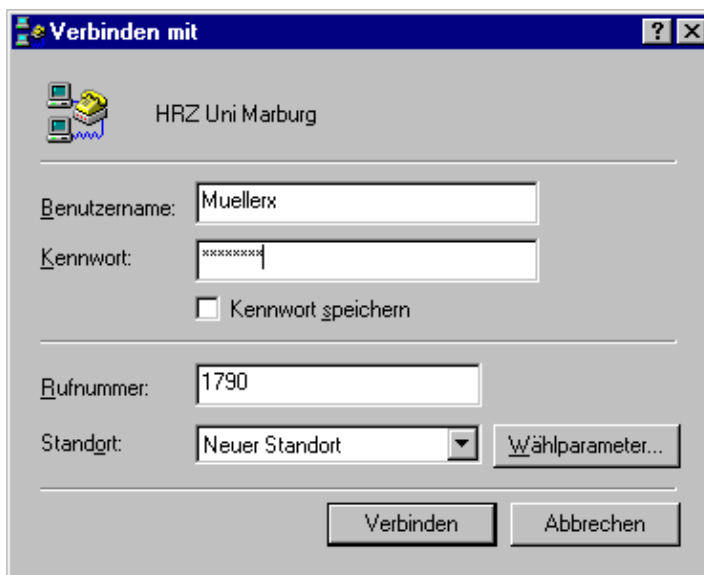 Verbinden mit
HRZ Uni Marburg
Benutzername: Muellerx
Kennwort: ********
Kennwort speichern
Rufnummer: 1790
Standort: Neuer Standort Wählparameter...
Verbinden Abbrechen